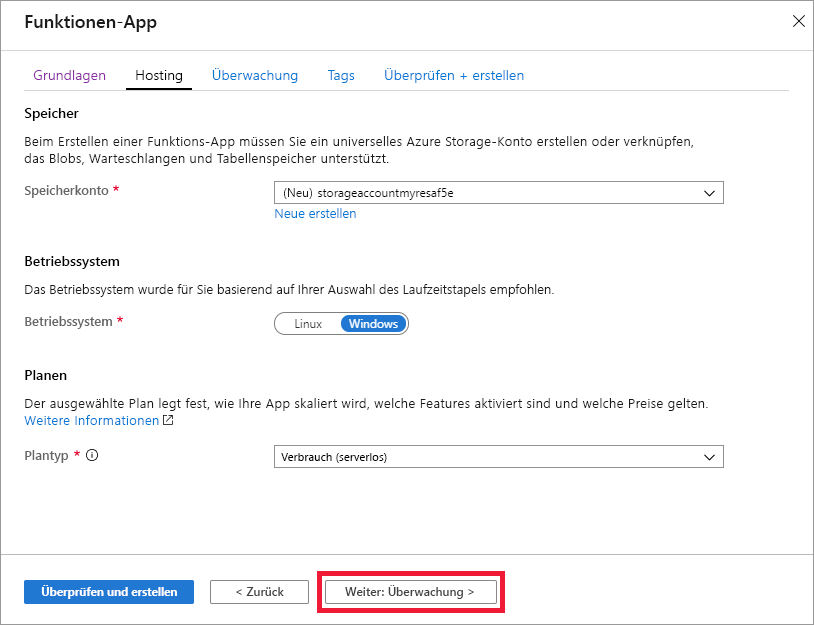 Funktionen-App
Grundlagen Hosting Überwachung Tags Überprüfen + erstellen
Speicher
Beim Erstellen einer Funktions-App müssen Sie ein universelles Azure Storage-Konto erstellen oder verknüpfen,
das Blobs, Warteschlangen und Tabellenspeicher unterstützt.
Speicherkonto * (Neu) storageaccountmyresaf5e
Neue erstellen
Betriebssystem
Das Betriebssystem wurde für Sie basierend auf Ihrer Auswahl des Laufzeitstapels empfohlen.
Betriebssystem * Linux Windows
Planen
Der ausgewählte Plan legt fest, wie Ihre App skaliert wird, welche Features aktiviert sind und welche Preise gelten.
Weitere Informationen
Plantyp * Verbrauch (serverlos)
Überprüfen und erstellen < Zurück Weiter: Überwachung >